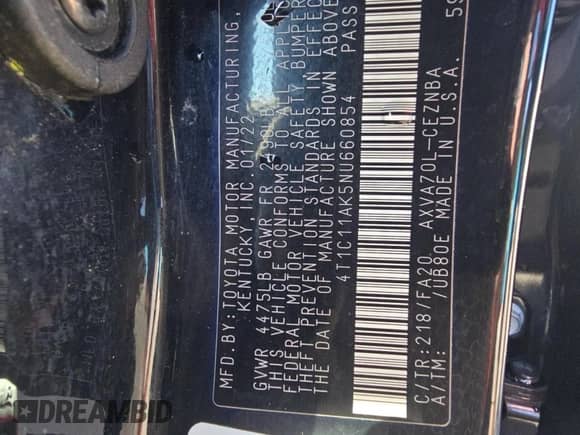 MFD. BY: TOYOTA MOTOR MANUFACTURING,
KENTUCKY, INC. 01/22
GVWR 4475LB GAWR FR
THIS VEHICLE CONFORMS TO ALL APPLIC
FEDERAL MOTOR VEHICLE SAFETY, BUMPER
THEFT PREVENTION STANDARDS IN EFFECT
THE DATE OF MANUFACTURE SHOWN ABOVE
4T1C11AK5NU660854 PASS
C/TR: 218/FA20 AXVA70L-CEZNBA
A/TM: /UB80E MADE IN U.S.A.
59
DREAMBID